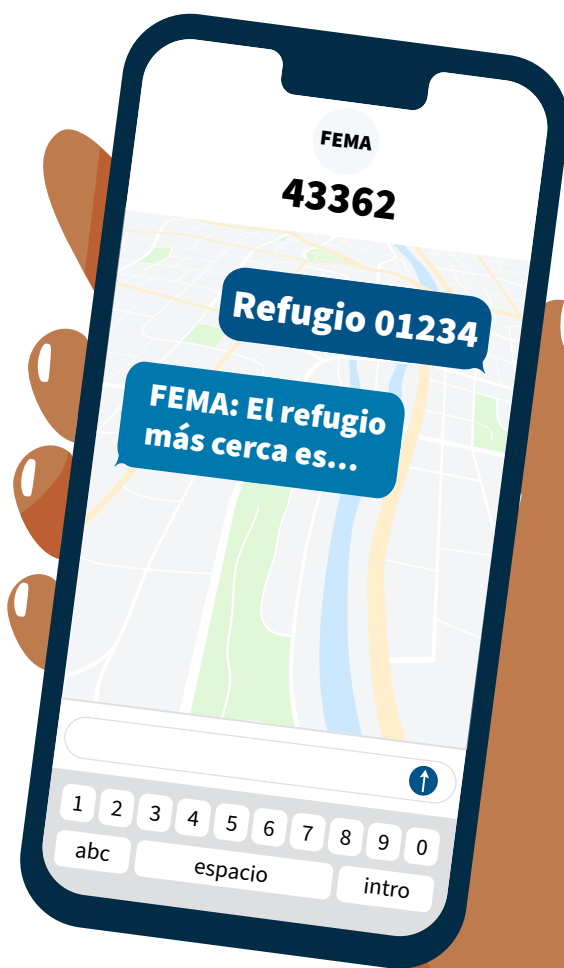 FEMA
43362
Refugio 01234
FEMA: El refugio
más cerca es...
1 2 3 4 5 6 7 8 9 0
abc espacio intro